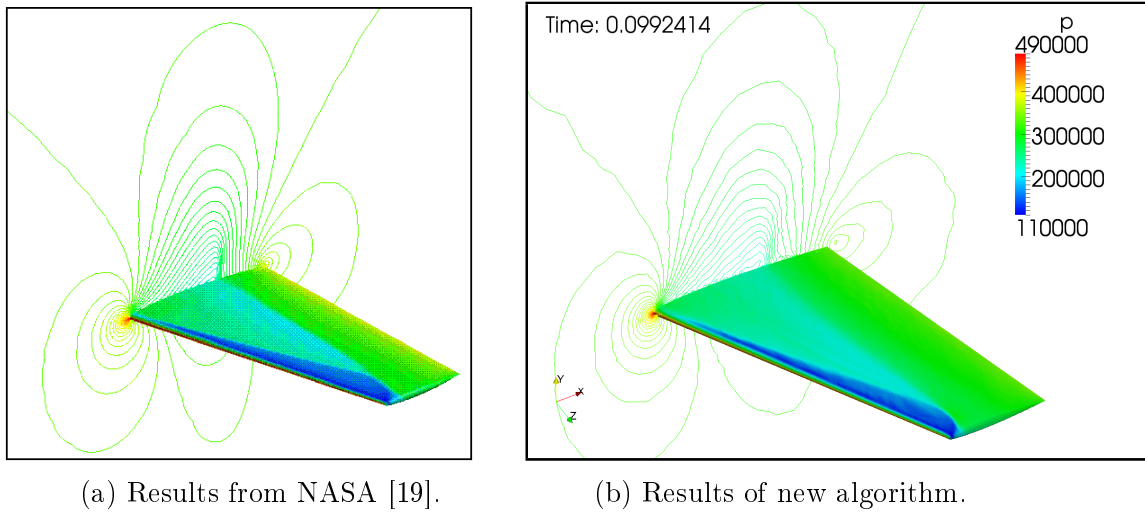 Time: 0.0992414
p
490000
400000
300000
200000
110000
Y
X
Z
(a) Results from NASA [19].
(b) Results of new algorithm.